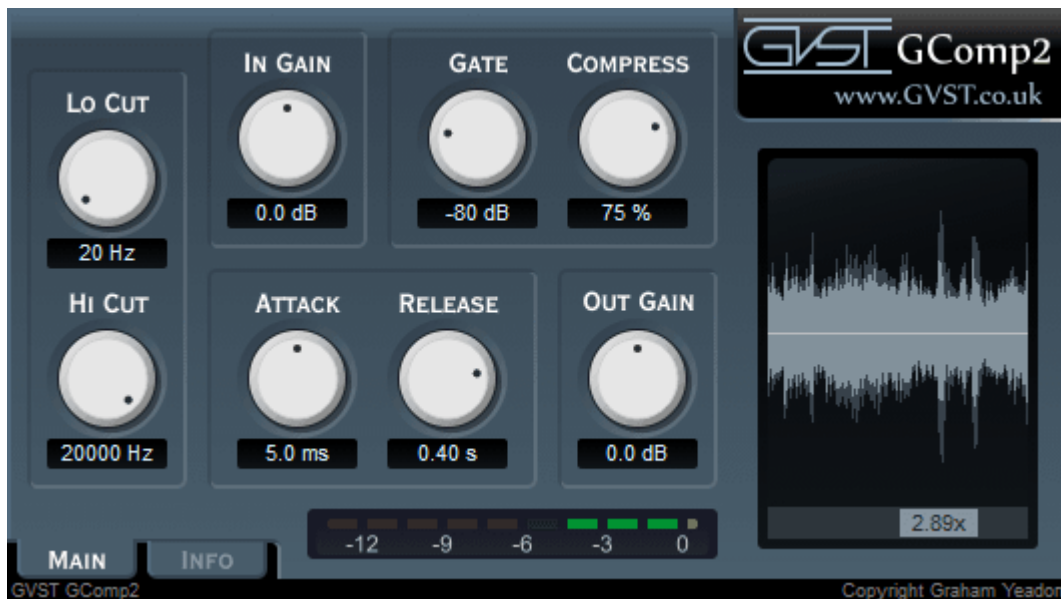 GVST GComp2
www.GVST.co.uk
LO CUT
20 Hz
HI CUT
20000 Hz
IN GAIN
0.0 dB
GATE
-80 dB
COMPRESS
75 %
ATTACK
5.0 ms
RELEASE
0.40 s
OUT GAIN
0.0 dB
-12 -9 -6 -3 0
2.89x
MAIN
INFO
GVST GComp2
Copyright Graham Yeador